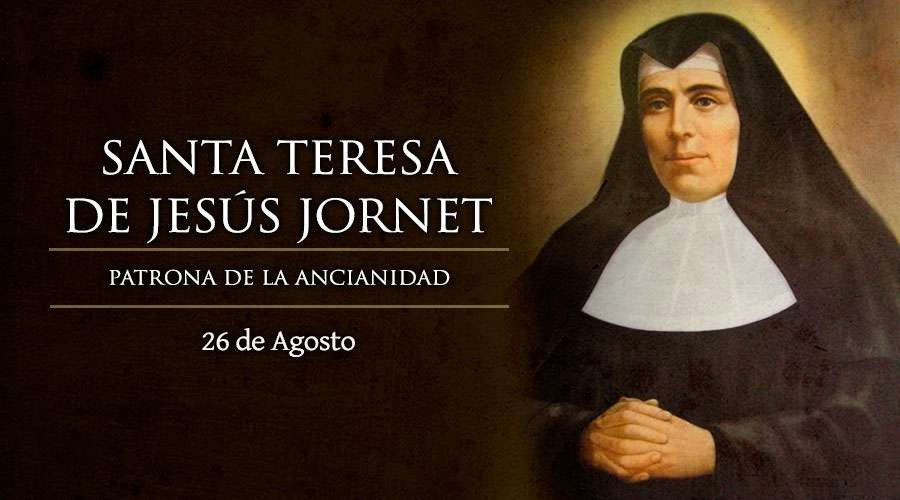 SANTA TERESA
DE JESÚS JORNET
PATRONA DE LA ANCIANIDAD
26 de Agosto